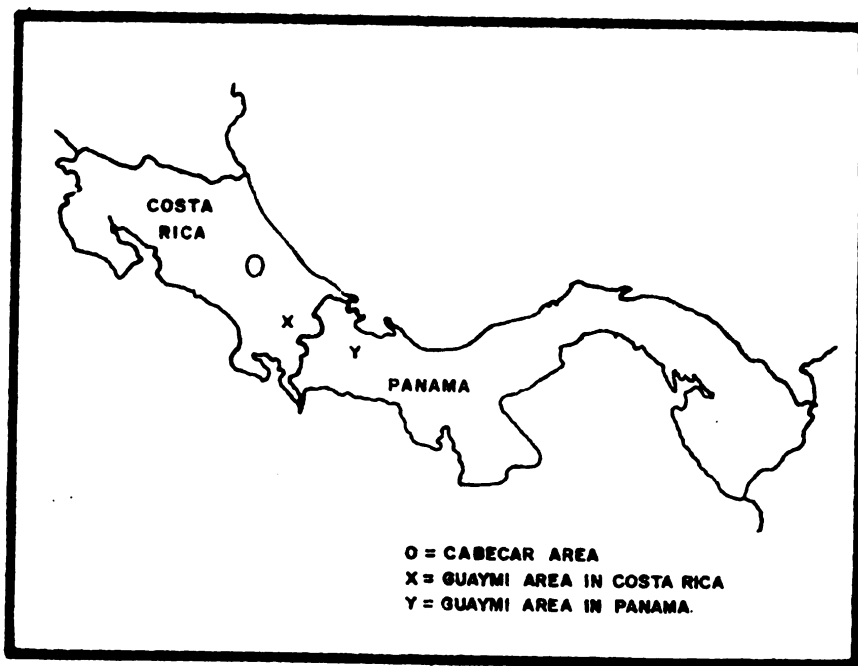 COSTA
RICA
O
X
Y
PANAMA
O = CABECAR AREA
X = GUAYMI AREA IN COSTA RICA
Y = GUAYMI AREA IN PANAMA.